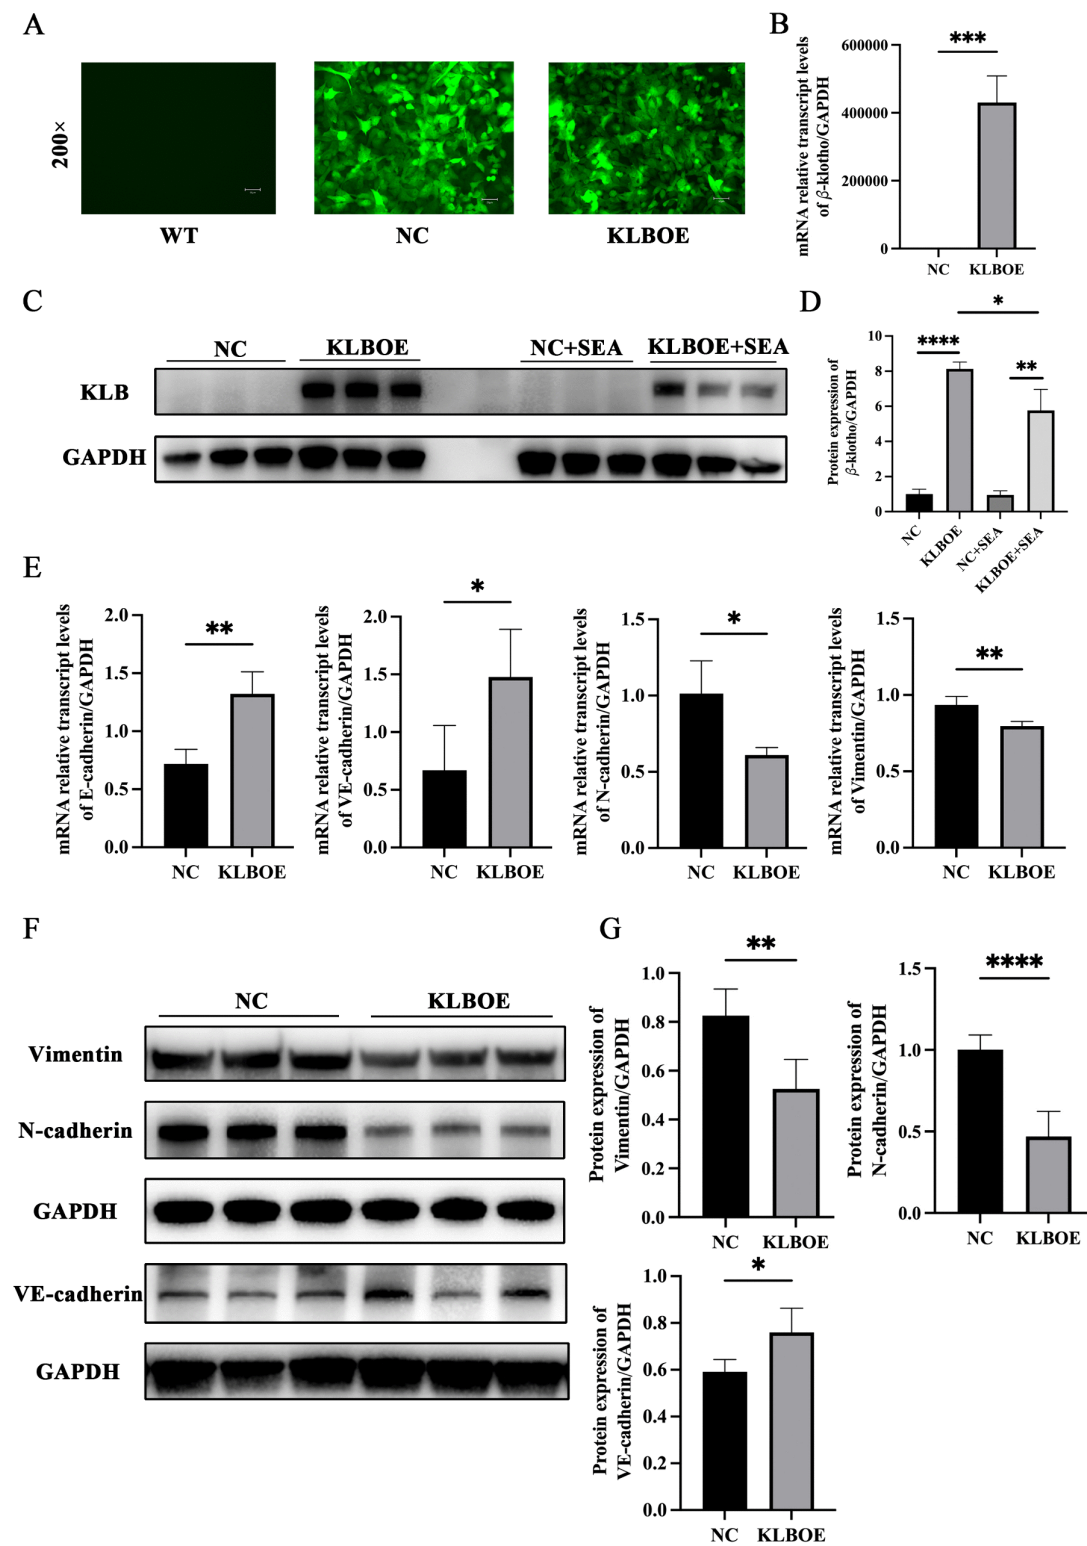 A
200×
WT
NC
KLBOE
B
mRNA relative transcript levels
of β-klotho/GAPDH
600000
400000
200000
0
***
NC
KLBOE
C
NC
KLBOE
NC+SEA
KLBOE+SEA
KLB
GAPDH
D
Protein expression of
β-klotho/GAPDH
10
8
6
4
2
0
*
****
**
NC
KLBOE
NC+SEA
KLBOE+SEA
E
mRNA relative transcript levels
of E-cadherin/GAPDH
2.0
1.5
1.0
0.5
0.0
**
NC
KLBOE
mRNA relative transcript levels
of VE-cadherin/GAPDH
2.0
1.5
1.0
0.5
0.0
*
NC
KLBOE
mRNA relative transcript levels
of N-cadherin/GAPDH
1.5
1.0
0.5
0.0
*
NC
KLBOE
mRNA relative transcript levels
of Vimentin/GAPDH
1.5
1.0
0.5
0.0
**
NC
KLBOE
F
NC
KLBOE
Vimentin
N-cadherin
GAPDH
VE-cadherin
GAPDH
G
Protein expression of
Vimentin/GAPDH
1.0
0.8
0.6
0.4
0.2
0.0
**
NC
KLBOE
Protein expression of
N-cadherin/GAPDH
1.5
1.0
0.5
0.0
****
NC
KLBOE
Protein expression of
VE-cadherin/GAPDH
1.0
0.8
0.6
0.4
0.2
0.0
*
NC
KLBOE